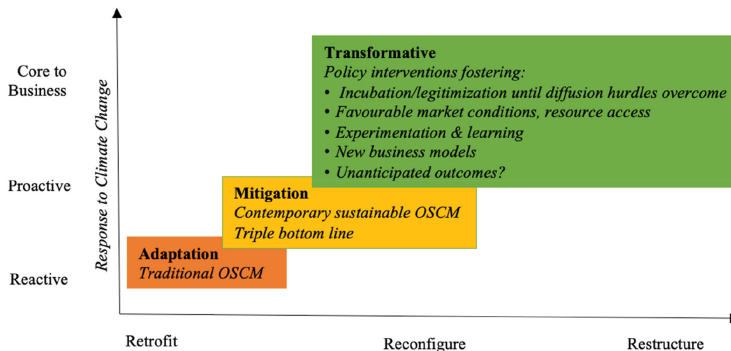 Core to
Business
Proactive
Reactive
Response to Climate Change
Transformative
Policy interventions fostering:
• Incubation/legitimization until diffusion hurdles overcome
• Favourable market conditions, resource access
• Experimentation & learning
• New business models
• Unanticipated outcomes?
Mitigation
Contemporary sustainable OSCM
Triple bottom line
Adaptation
Traditional OSCM
Retrofit
Reconfigure
Restructure